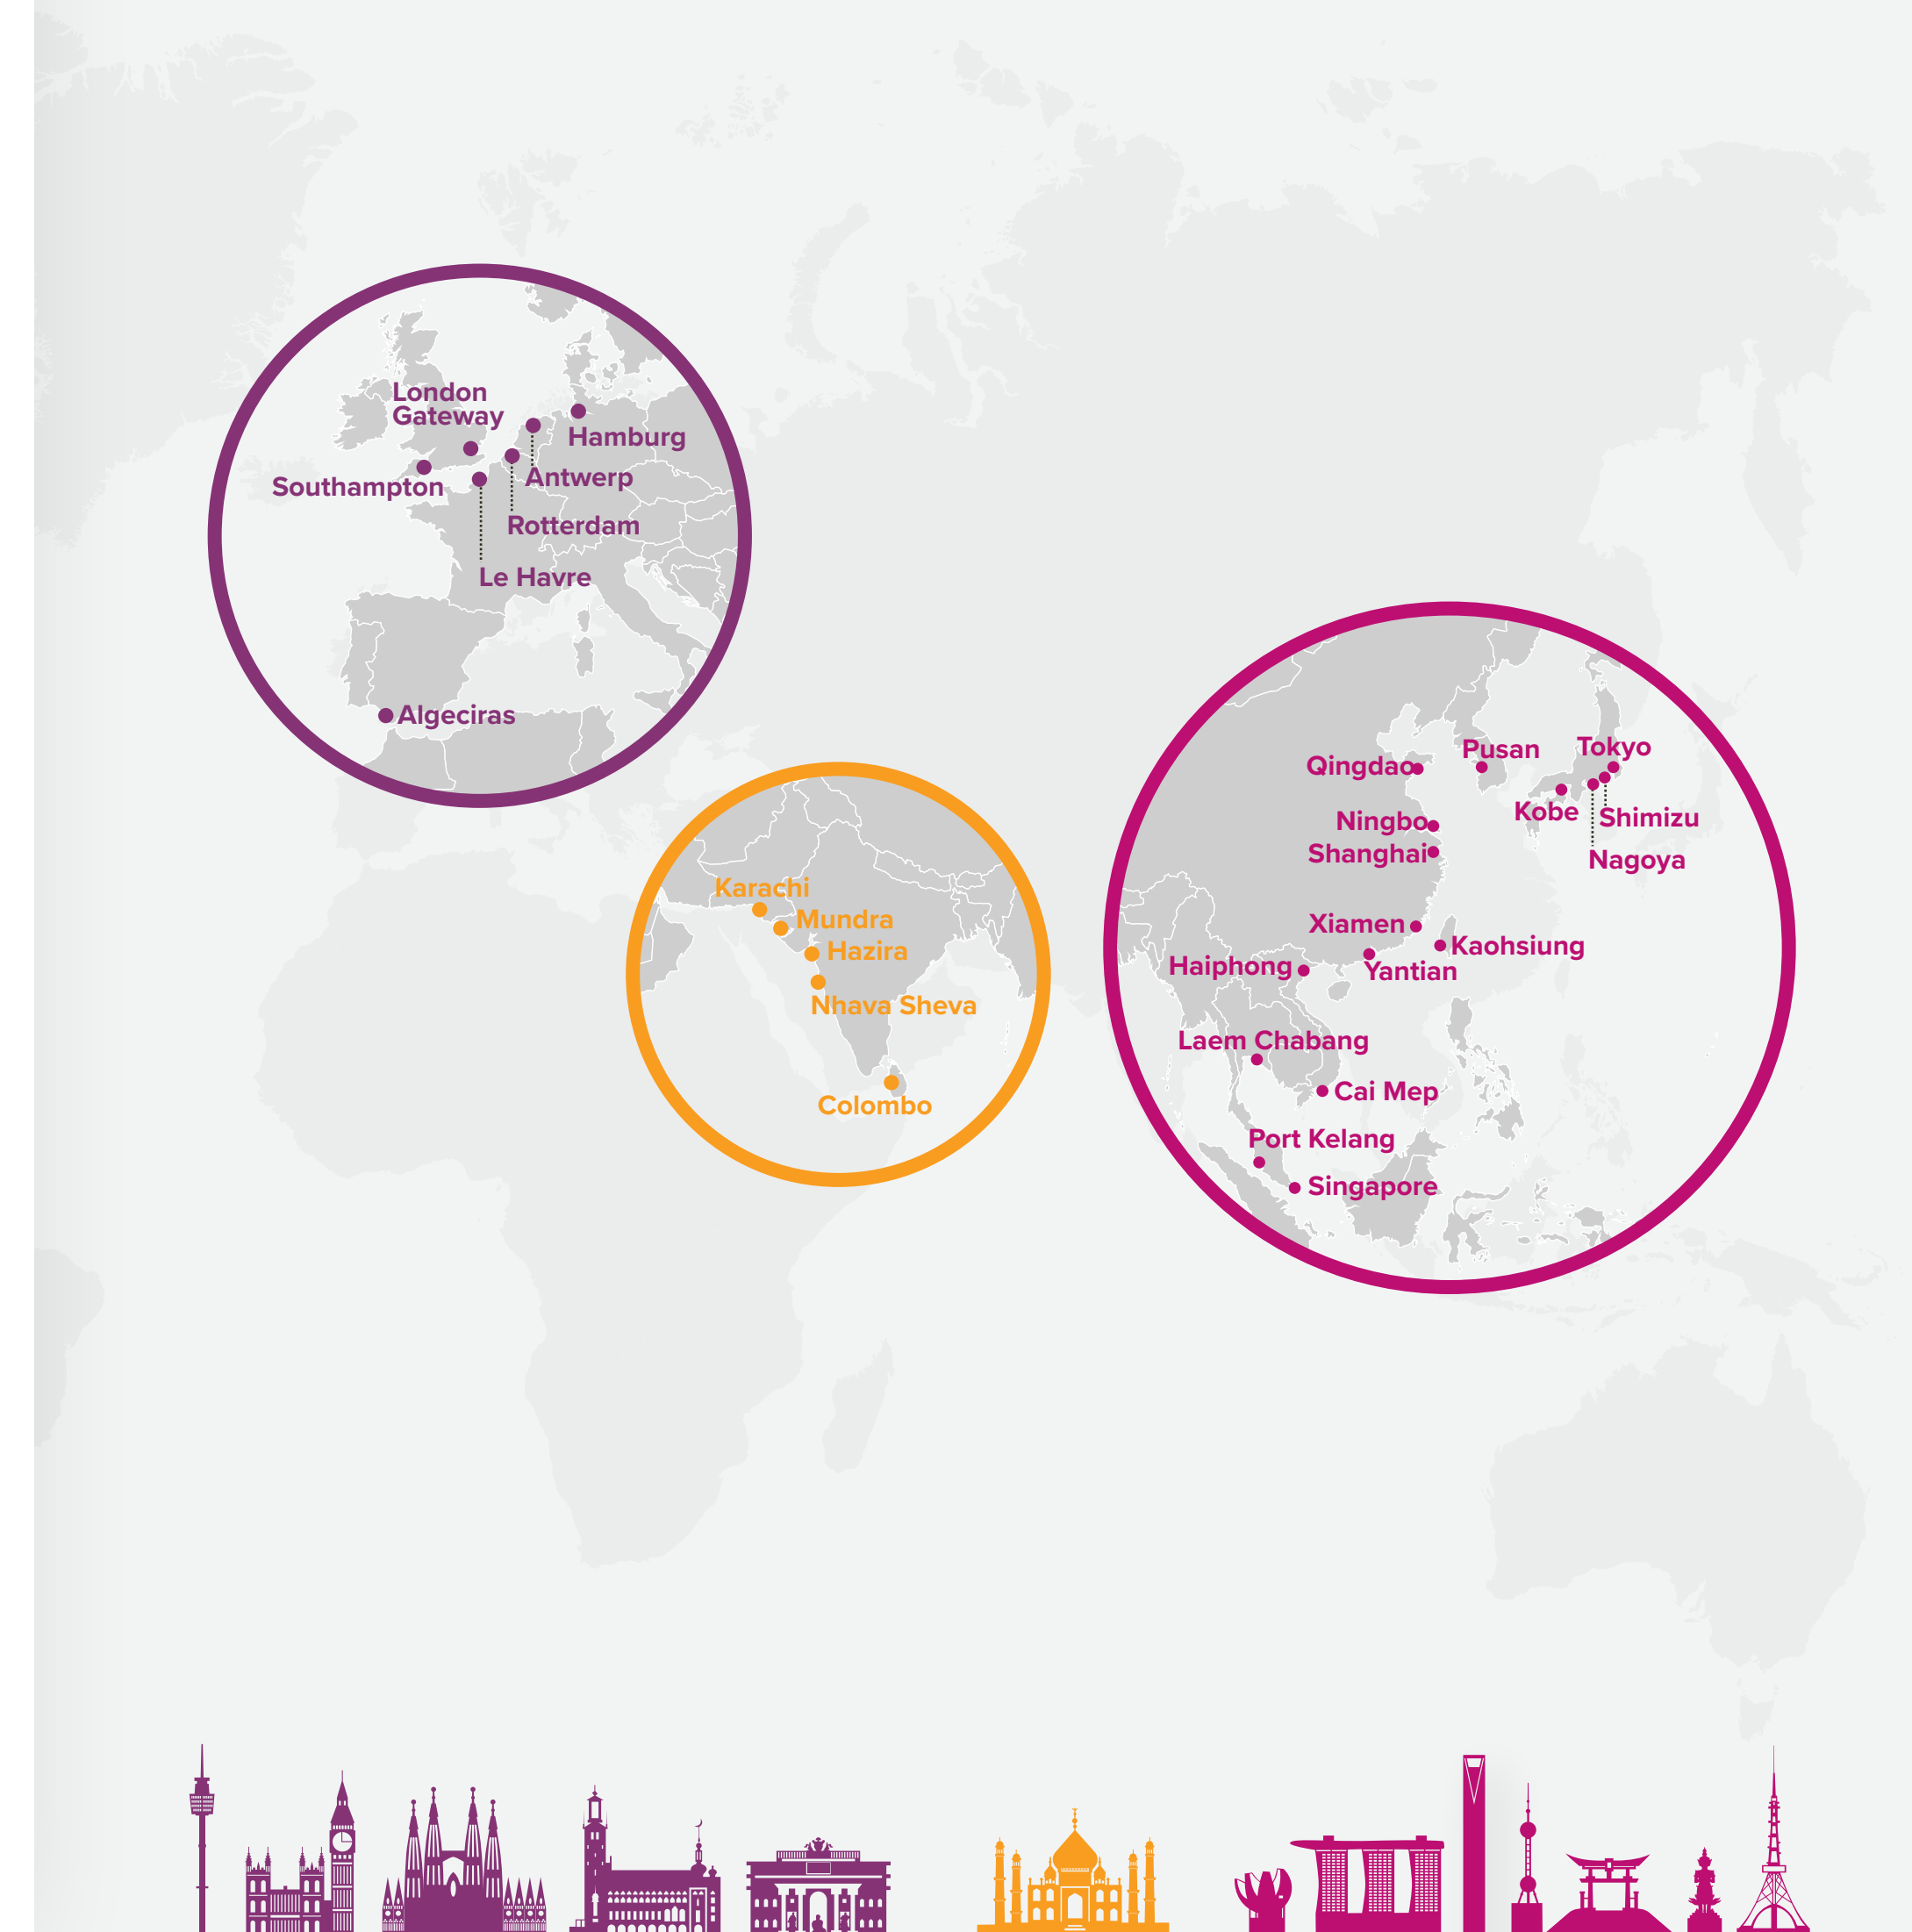 London
Gateway
Hamburg
Antwerp
Southampton
Rotterdam
Le Havre
Algeciras
Karachi
Mundra
Hazira
Nhava Sheva
Colombo
Pusan
Tokyo
Qingdao
Kobe
Shimizu
Ningbo
Shanghai
Nagoya
Xiamen
Kaohsiung
Haiphong
Yantian
Laem Chabang
Cai Mep
Port Kelang
Singapore